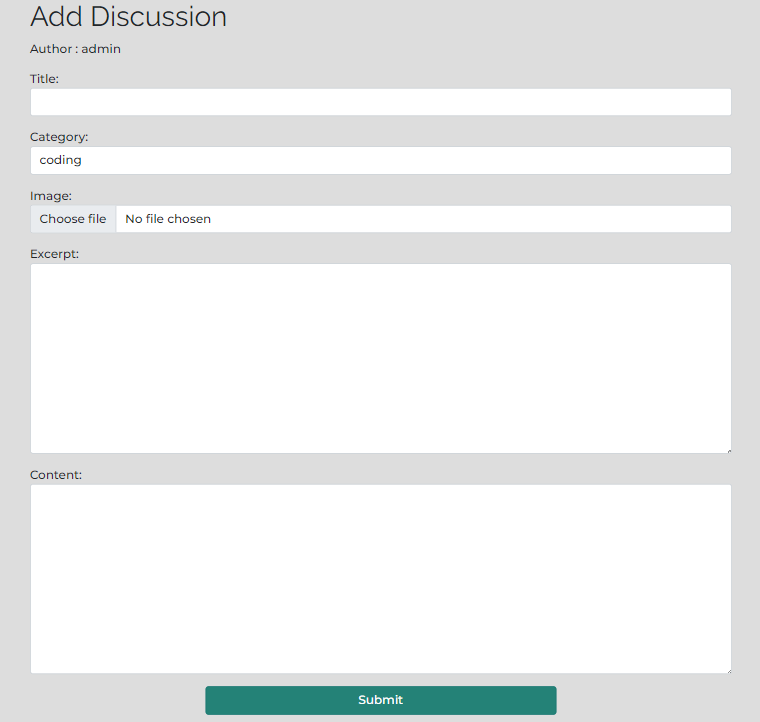 Add Discussion
Author : admin
Title:
Category:
coding
Image:
Choose file No file chosen
Excerpt:
Content:
Submit